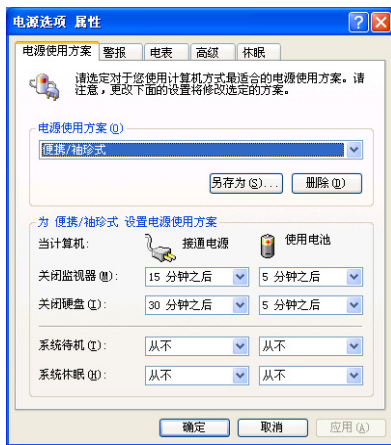 电源选项 属性
电源使用方案 警报 电表 高级 休眠
请选定对于您使用计算机方式最适合的电源使用方案。请
注意，更改下面的设置将修改选定的方案。
电源使用方案(O)
便携/袖珍式
另存为(S)... 删除(D)
为 便携/袖珍式 设置电源使用方案
当计算机: 接通电源 使用电池
关闭监视器(M): 15 分钟之后 5 分钟之后
关闭硬盘(I): 30 分钟之后 5 分钟之后
系统待机(T): 从不 从不
系统休眠(H): 从不 从不
确定 取消 应用(A)